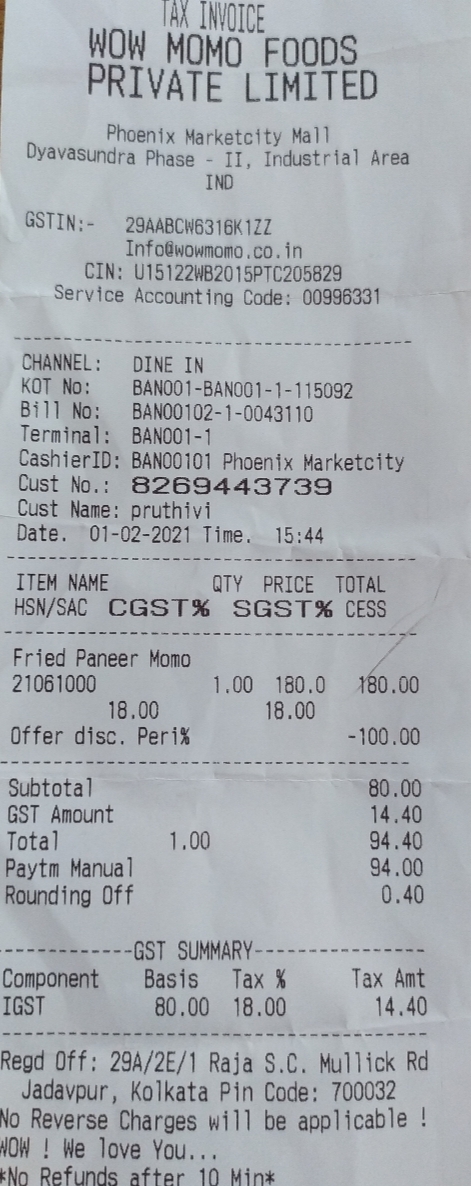 TAX INVOICE
WOW MOMO FOODS
PRIVATE LIMITED
Phoenix Marketcity Mall
Dyavasundra Phase - II, Industrial Area
IND
GSTIN:- 29AABCW6316K1ZZ
Info@wowmomo.co.in
CIN: U15122WB2015PTC205829
Service Accounting Code: 00996331
CHANNEL: DINE IN
KOT No: BAN001-BAN001-1-115092
Bill No: BAN00102-1-0043110
Terminal: BAN001-1
CashierID: BAN00101 Phoenix Marketcity
Cust No.: 8269443739
Cust Name: pruthivi
Date. 01-02-2021 Time. 15:44
ITEM NAME QTY PRICE TOTAL
HSN/SAC CGST% SGST% CESS
Fried Paneer Momo
21061000 1.00 180.0 180.00
18.00 18.00
Offer disc. Peri% -100.00
Subtotal 80.00
GST Amount 14.40
Total 1.00 94.40
Paytm Manual 94.00
Rounding Off 0.40
------------GST SUMMARY---------------
Component Basis Tax % Tax Amt
IGST 80.00 18.00 14.40
Regd Off: 29A/2E/1 Raja S.C. Mullick Rd
Jadavpur, Kolkata Pin Code: 700032
No Reverse Charges will be applicable !
WOW ! We love You...
*No Refunds after 10 Min*